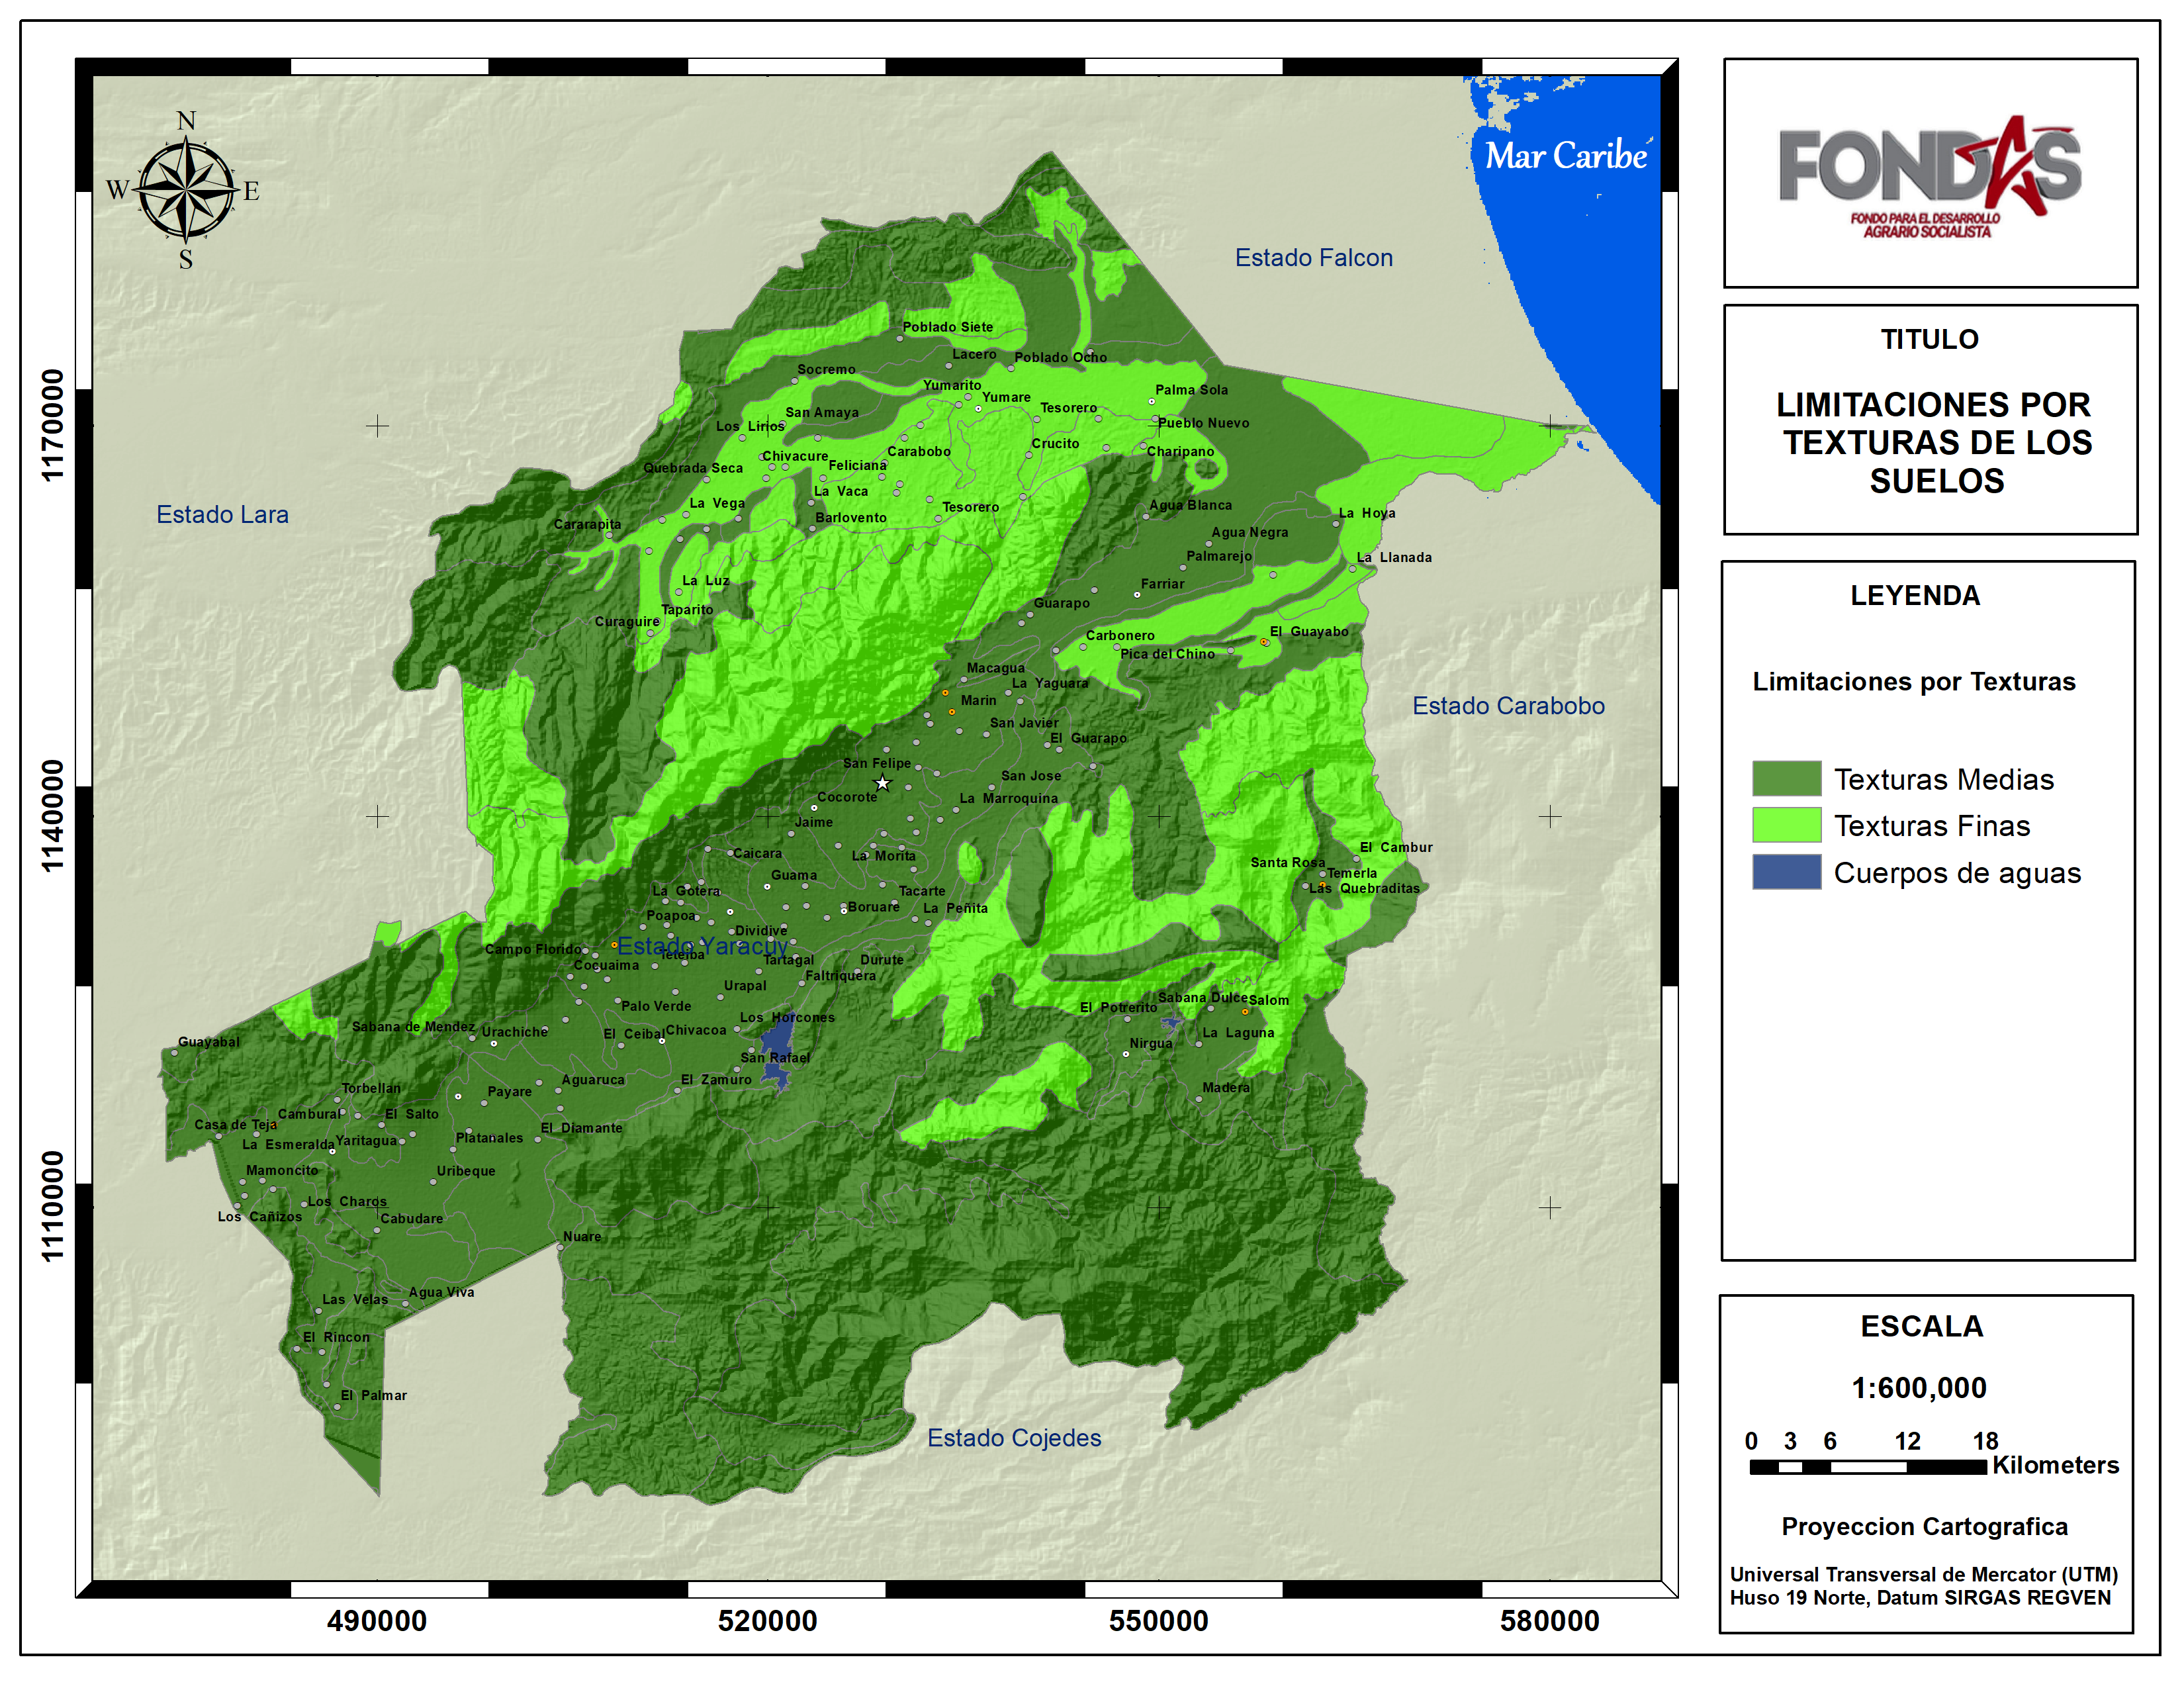 N
W
E
S
Mar Caribe
Estado Falcon
Estado Lara
Estado Carabobo
Estado Yaracuy
Estado Cojedes
Poblado Siete
Lacero
Poblado Ocho
Socremo
Yumarito
Yumare
Palma Sola
San Amaya
Tesorero
Los Lirios
Pueblo Nuevo
Crucito
Carabobo
Charipano
Chivacure
Feliciana
Quebrada Seca
La Vaca
La Vega
Tesorero
Agua Blanca
La Hoya
Barlovento
Cararapita
Agua Negra
Palmarejo
La Llanada
La Luz
Farriar
Taparito
Guarapo
Curaguire
El Guayabo
Carbonero
Pica del Chino
Macagua
La Yaguara
Marin
San Javier
El Guarapo
San Felipe
San Jose
Cocorote
La Marroquina
Jaime
Caicara
La Morita
El Cambur
Santa Rosa
Temerla
Guama
Las Quebraditas
La Gotera
Tacarte
Boruare
La Peñita
Poapoa
Dividive
Campo Florido
Teteiba
Tartagal
Durute
Cocuaima
Faltriquera
Urapal
Palo Verde
El Potrerito
Sabana Dulce
Salom
Los Horcones
Sabana de Mendez
Urachiche
El Ceibal
Chivacoa
La Laguna
Guayabal
Nirgua
San Rafael
Aguaruca
El Zamuro
Torbellan
Payare
Madera
Cambural
El Salto
Casa de Teja
El Diamante
La Esmeralda
Yaritagua
Platanales
Mamoncito
Uribeque
Los Charos
Los Cañizos
Cabudare
Nuare
Las Velas
Agua Viva
El Rincon
El Palmar
1170000
1140000
1110000
490000
520000
550000
580000
FONDAS
FONDO PARA EL DESARROLLO
AGRARIO SOCIALISTA
TITULO
LIMITACIONES POR
TEXTURAS DE LOS
SUELOS
LEYENDA
Limitaciones por Texturas
Texturas Medias
Texturas Finas
Cuerpos de aguas
ESCALA
1:600,000
0 3 6 12 18
Kilometers
Proyeccion Cartografica
Universal Transversal de Mercator (UTM)
Huso 19 Norte, Datum SIRGAS REGVEN